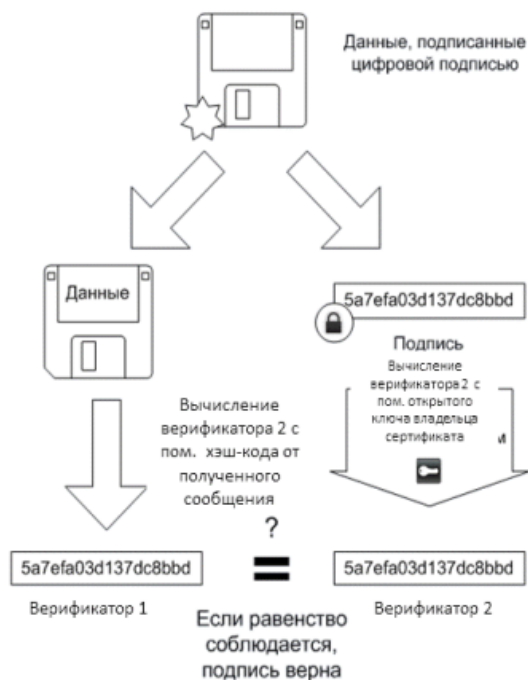 Данные, подписанные
цифровой подписью
Данные
5a7efa03d137dc8bbd
Подпись
Вычисление
верификатора 2 с
пом. открытого
ключа владельца
сертификата
и
Вычисление
верификатора 2 с
пом. хэш-кода от
полученного
сообщения
?
5a7efa03d137dc8bbd
=
5a7efa03d137dc8bbd
Верификатор 1
Верификатор 2
Если равенство
соблюдается,
подпись верна